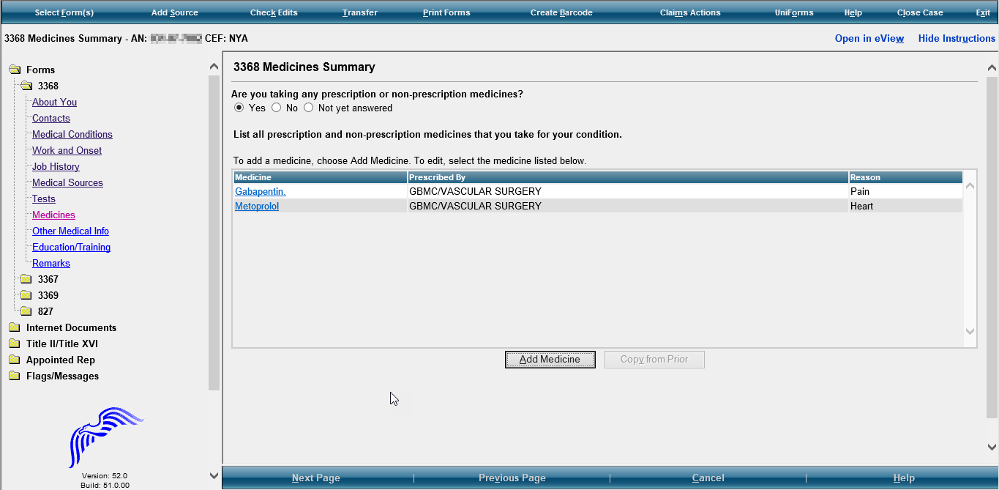 Select Form(s) Add Source Check Edits Transfer Print Forms Create Barcode Claims Actions UniForms Help Close Case Exit
3368 Medicines Summary - AN: CEF: NYA Open in eView Hide Instructions
Forms
3368
About You
Contacts
Medical Conditions
Work and Onset
Job History
Medical Sources
Tests
Medicines
Other Medical Info
Education/Training
Remarks
3367
3369
827
Internet Documents
Title II/Title XVI
Appointed Rep
Flags/Messages
Version: 52.0
Build: 51.0.00
3368 Medicines Summary
Are you taking any prescription or non-prescription medicines?
Yes No Not yet answered
List all prescription and non-prescription medicines that you take for your condition.
To add a medicine, choose Add Medicine. To edit, select the medicine listed below.
Medicine Prescribed By Reason
Gabapentin. GBMC/VASCULAR SURGERY Pain
Metoprolol GBMC/VASCULAR SURGERY Heart
Add Medicine Copy from Prior
Next Page | Previous Page | Cancel | Help